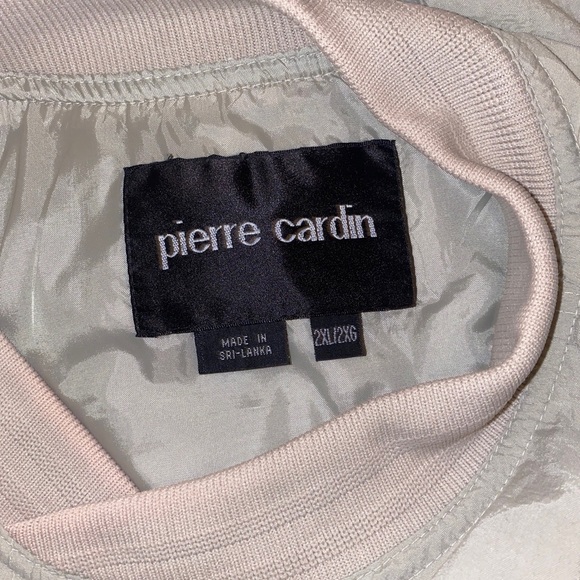 pierre cardin
MADE IN
SRI-LANKA
2XL/2XG